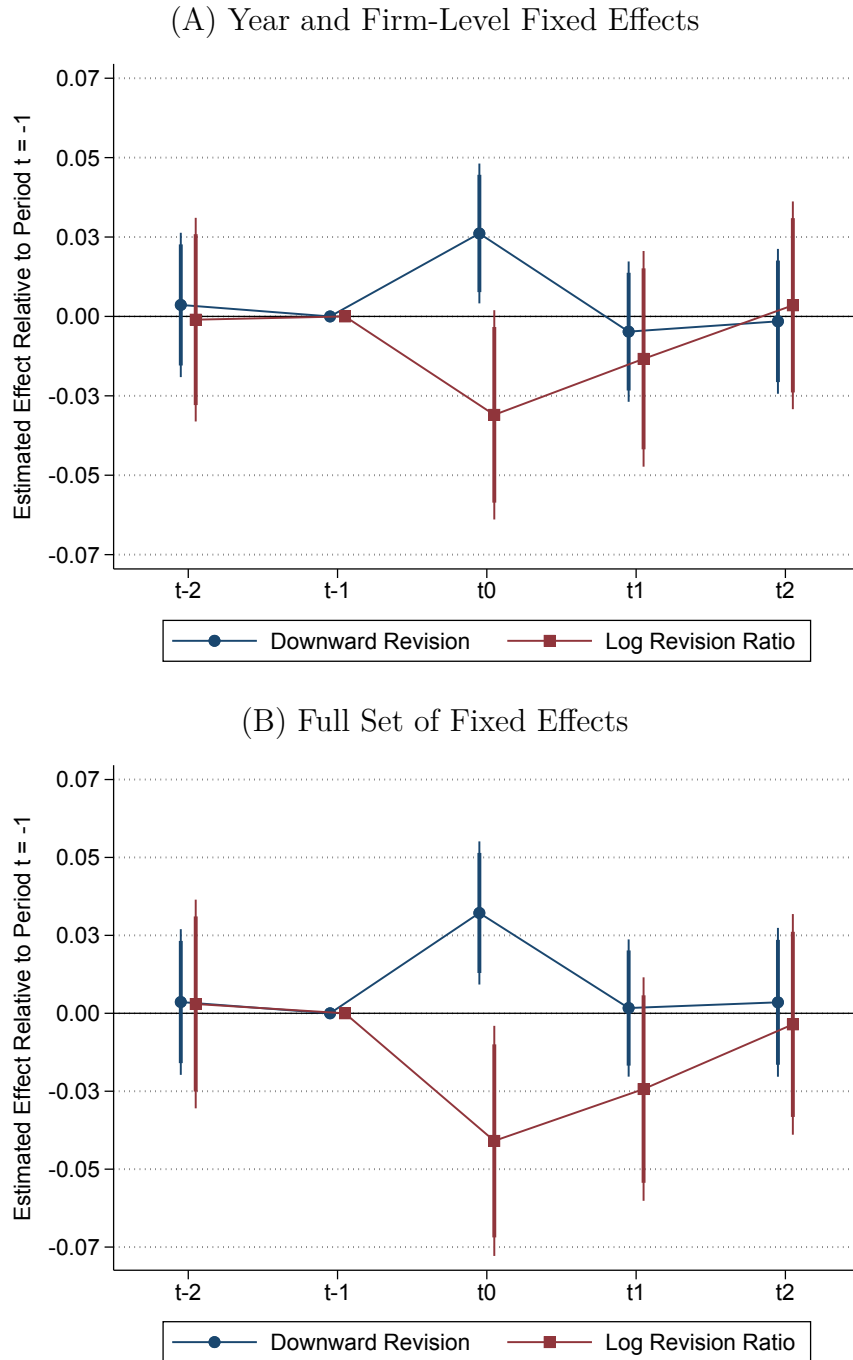 (A) Year and Firm-Level Fixed Effects
Estimated Effect Relative to Period t = -1
0.07
0.05
0.03
0.00
-0.03
-0.05
-0.07
t-2 t-1 t0 t1 t2
Downward Revision Log Revision Ratio
(B) Full Set of Fixed Effects
Estimated Effect Relative to Period t = -1
0.07
0.05
0.03
0.00
-0.03
-0.05
-0.07
t-2 t-1 t0 t1 t2
Downward Revision Log Revision Ratio